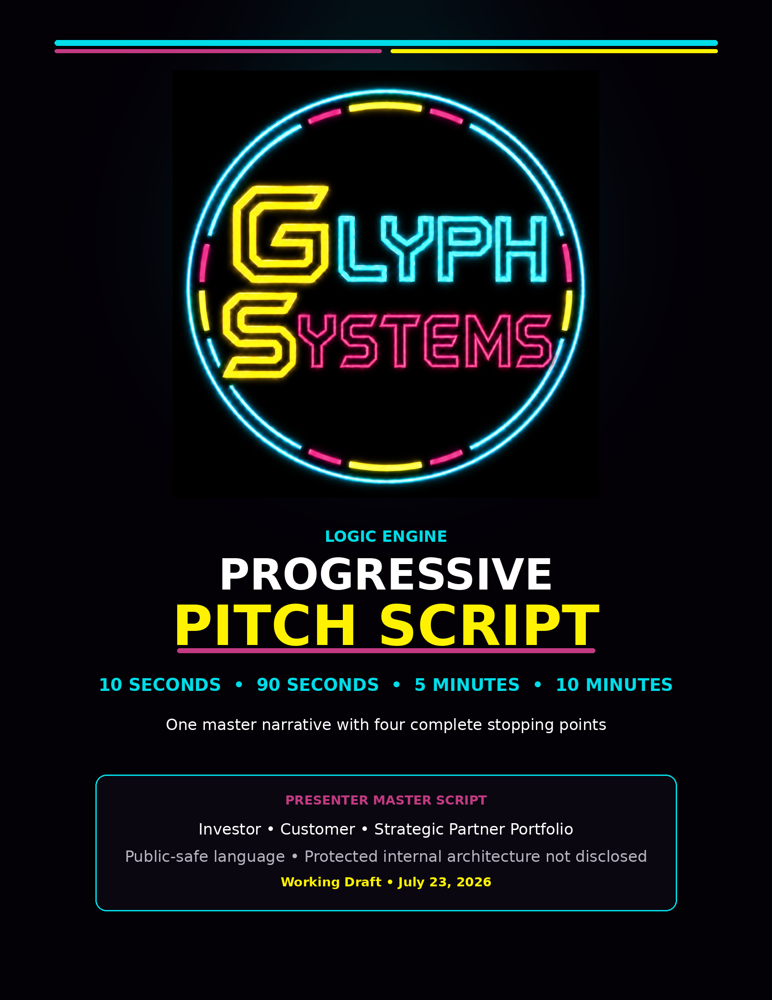 GLYPH
SYSTEMS
LOGIC ENGINE
PROGRESSIVE
PITCH SCRIPT
10 SECONDS • 90 SECONDS • 5 MINUTES • 10 MINUTES
One master narrative with four complete stopping points
PRESENTER MASTER SCRIPT
Investor • Customer • Strategic Partner Portfolio
Public-safe language • Protected internal architecture not disclosed
Working Draft • July 23, 2026